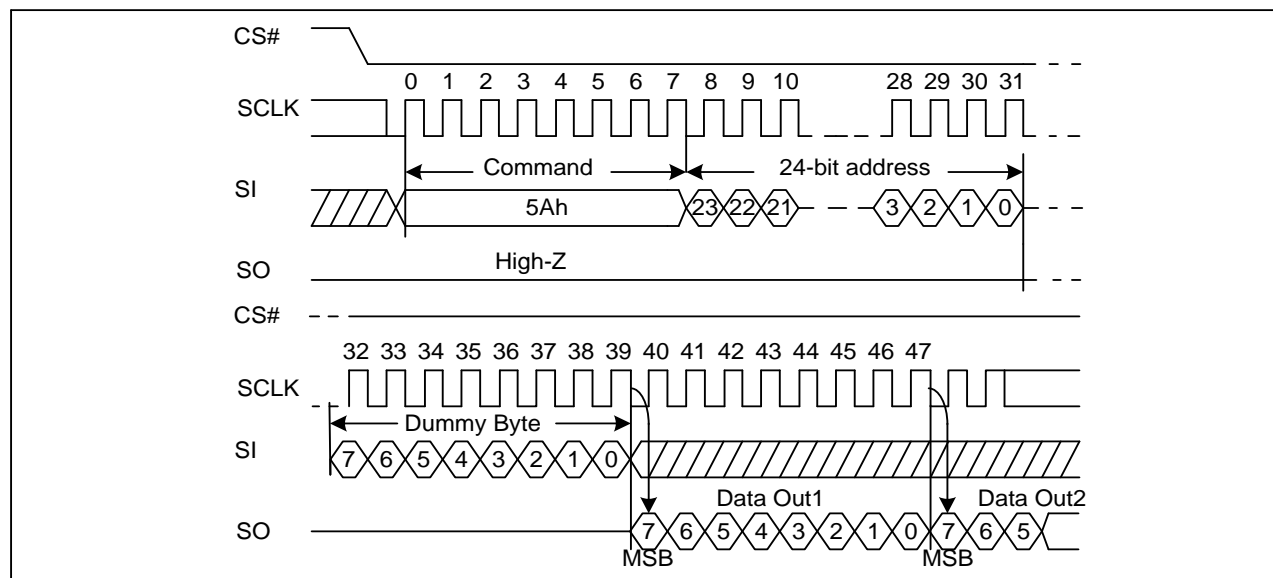 CS#
0 1 2 3 4 5 6 7 8 9 10 28 29 30 31
SCLK
Command 24-bit address
SI
5Ah 23 22 21 3 2 1 0
High-Z
SO
CS#
32 33 34 35 36 37 38 39 40 41 42 43 44 45 46 47
SCLK
Dummy Byte
SI
7 6 5 4 3 2 1 0
Data Out1 Data Out2
SO
7 6 5 4 3 2 1 0 7 6 5
MSB MSB